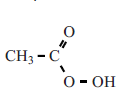 O
CH₃ – C
O – OH